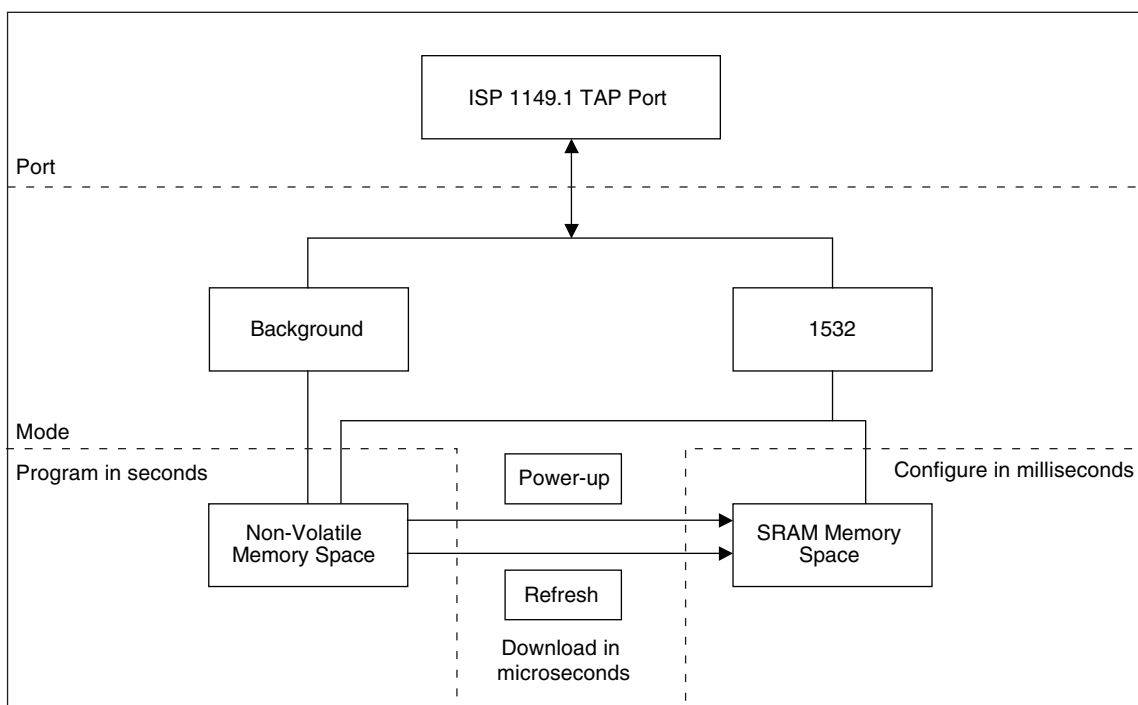 ISP 1149.1 TAP Port
Port
Background
1532
Mode
Program in seconds
Power-up
Configure in milliseconds
Non-Volatile
Memory Space
SRAM Memory
Space
Refresh
Download in
microseconds